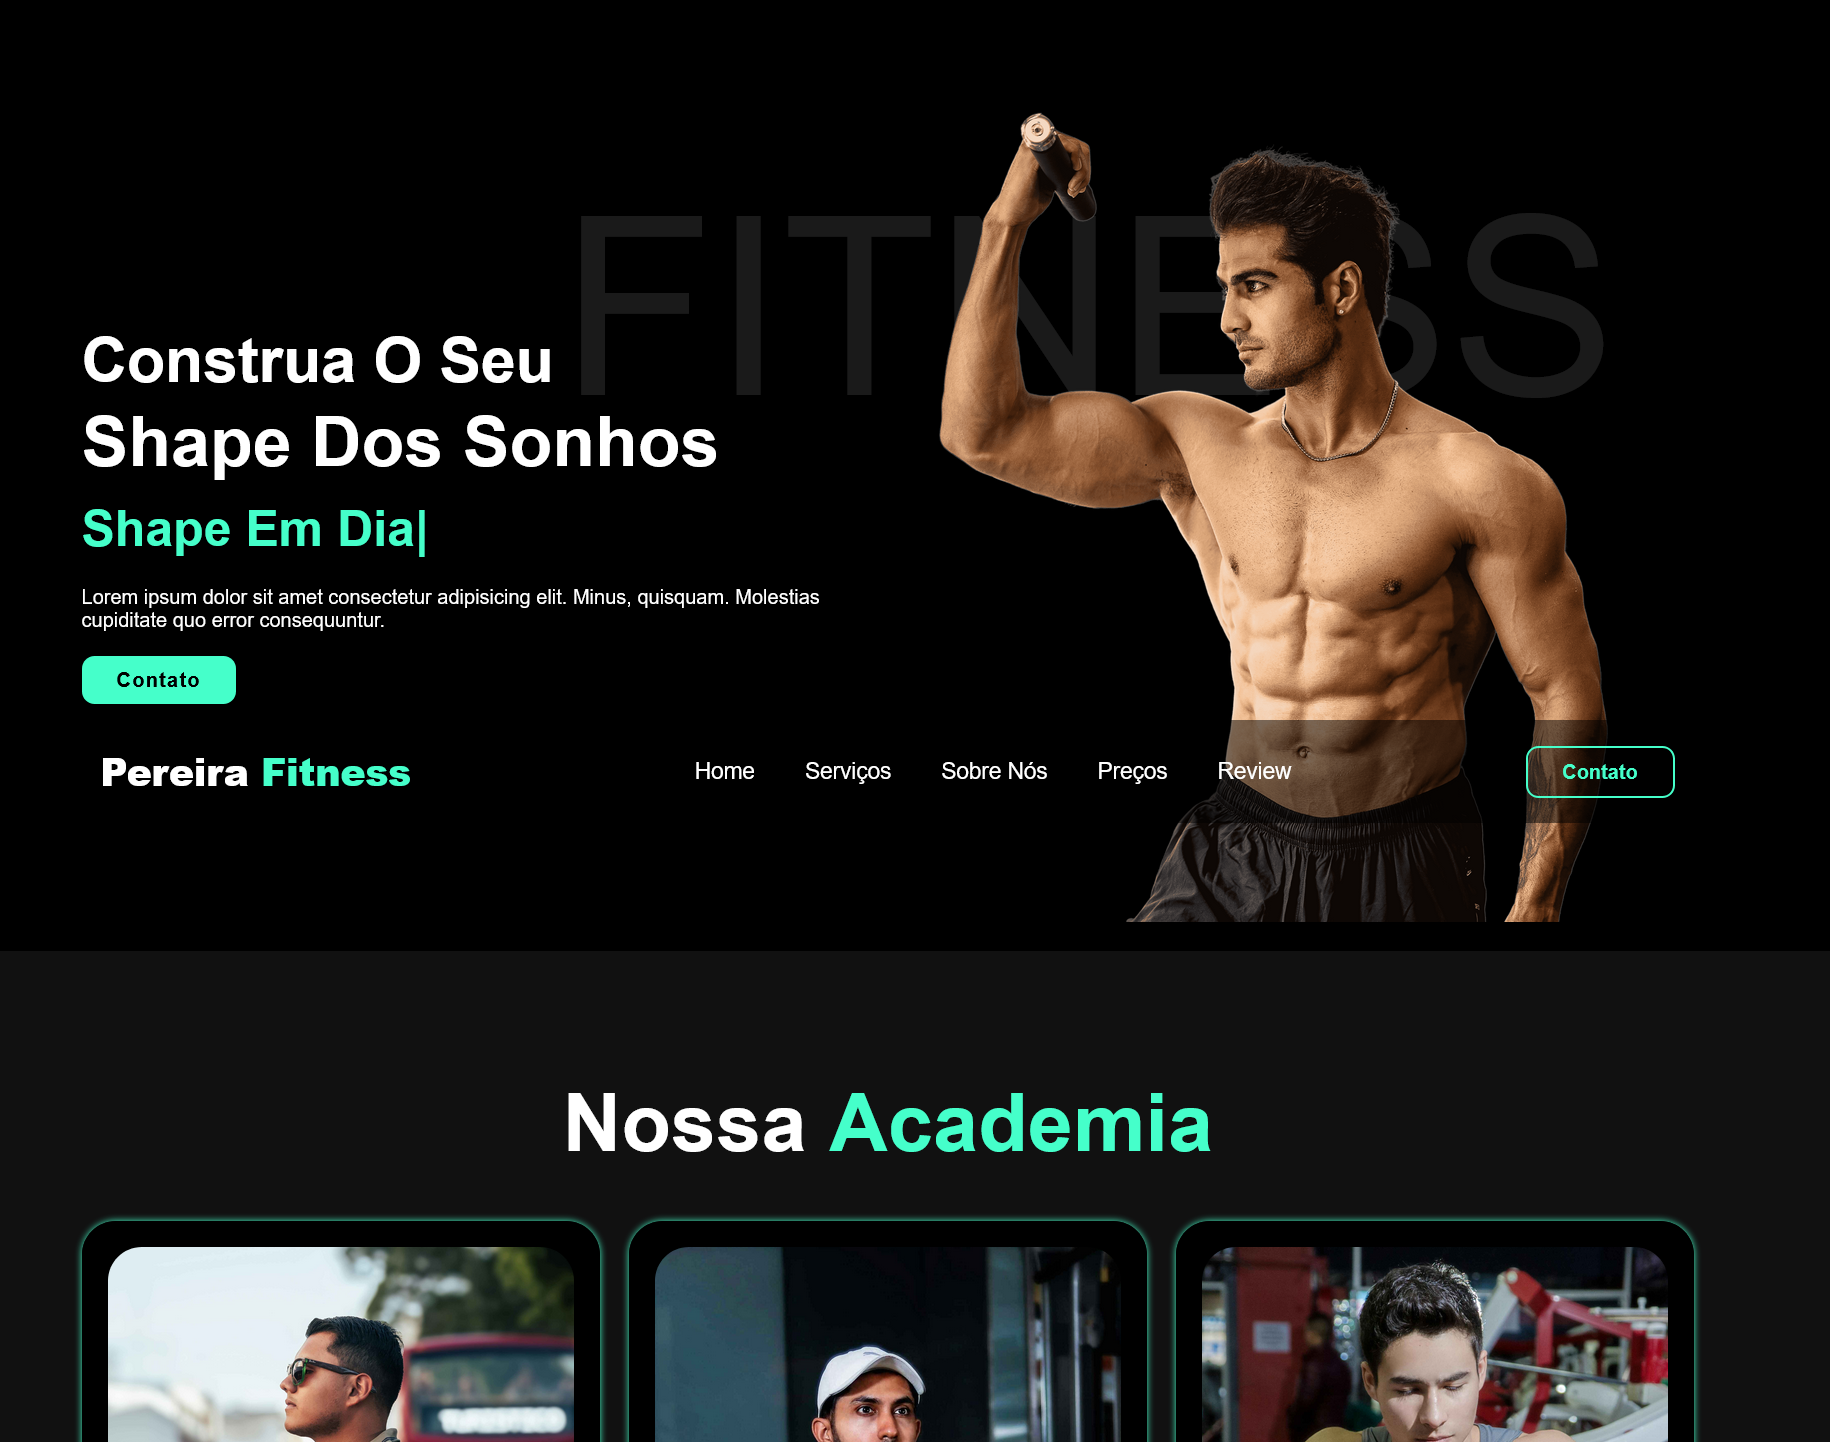 FITNESS
Construa O Seu
Shape Dos Sonhos
Shape Em Dia|
Lorem ipsum dolor sit amet consectetur adipisicing elit. Minus, quisquam. Molestias
cupiditate quo error consequuntur.
Contato
Pereira Fitness
Home Serviços Sobre Nós Preços Review
Contato
Nossa Academia